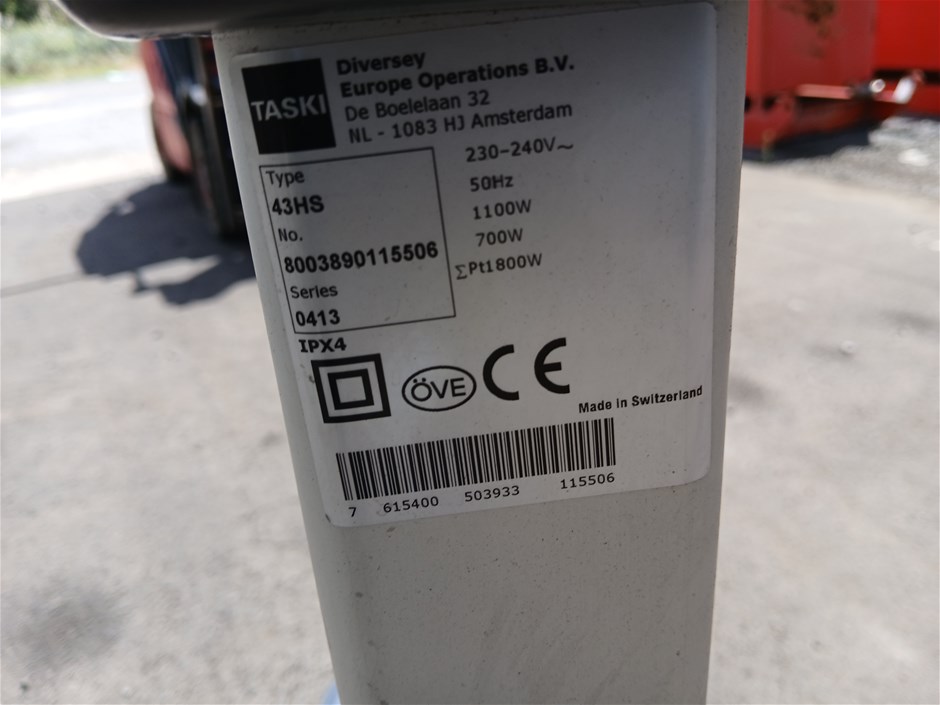 TASKI
Diversey
Europe Operations B.V.
De Boelelaan 32
NL - 1083 HJ Amsterdam
Type
43HS
No.
8003890115506
Series
0413
230-240V~
50Hz
1100W
700W
∑Pt1800W
IPX4
ÖVE
CE
Made in Switzerland
7 615400 503933 115506